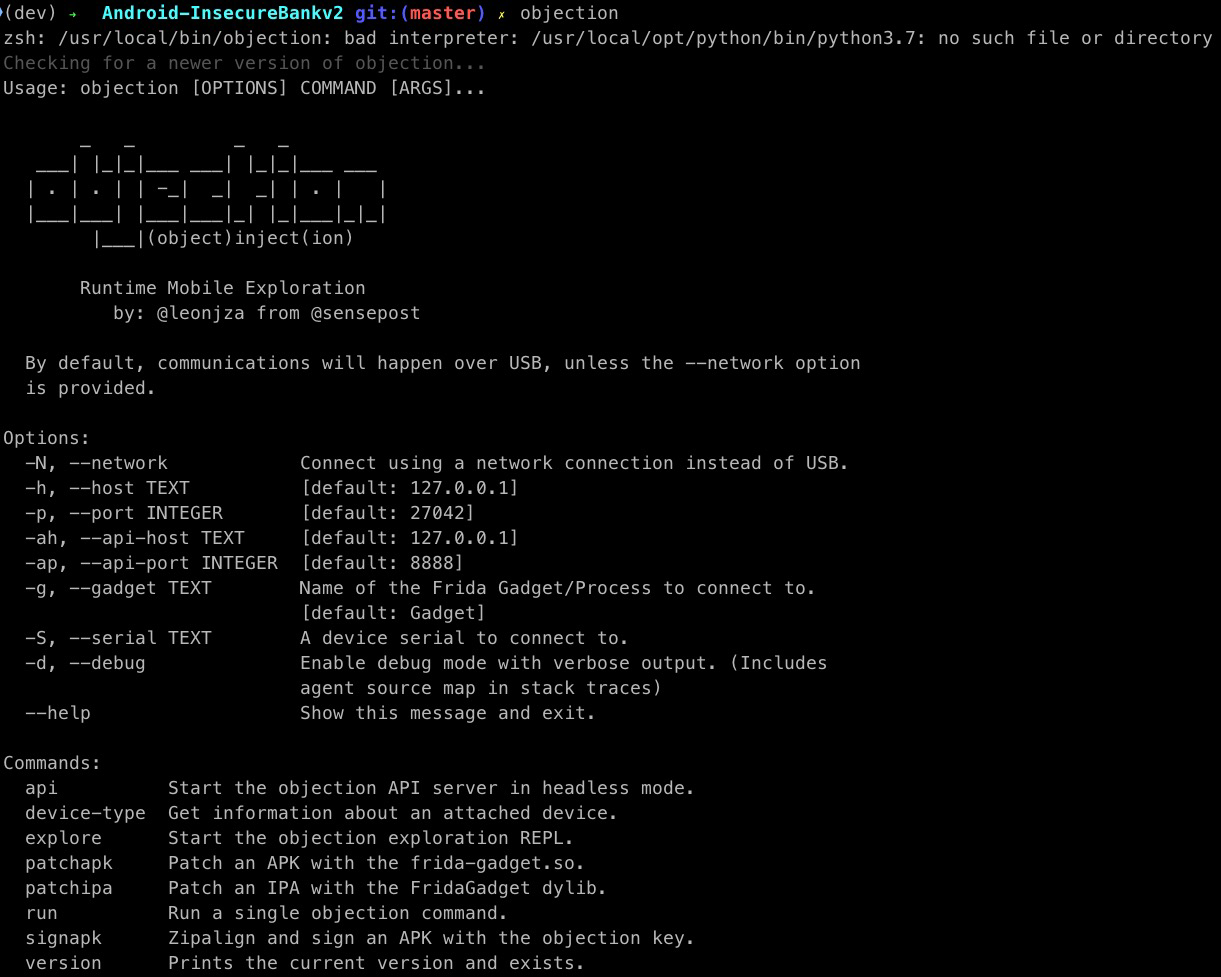 (dev) → Android-InsecureBankv2 git:(master) ✗ objection
zsh: /usr/local/bin/objection: bad interpreter: /usr/local/opt/python/bin/python3.7: no such file or directory
Checking for a newer version of objection...
Usage: objection [OPTIONS] COMMAND [ARGS]...
       _   _         _   _
   ___| |_|_|___ ___| |_|_|___ ___
  | . | . | | -_|  _|  _| | . |   |
  |___|___| |___|___|_| |_|___|_|_|
        |___|(object)inject(ion)
Runtime Mobile Exploration
by: @leonjza from @sensepost
By default, communications will happen over USB, unless the --network option
is provided.
Options:
-N, --network Connect using a network connection instead of USB.
-h, --host TEXT [default: 127.0.0.1]
-p, --port INTEGER [default: 27042]
-ah, --api-host TEXT [default: 127.0.0.1]
-ap, --api-port INTEGER [default: 8888]
-g, --gadget TEXT Name of the Frida Gadget/Process to connect to.
[default: Gadget]
-S, --serial TEXT A device serial to connect to.
-d, --debug Enable debug mode with verbose output. (Includes
agent source map in stack traces)
--help Show this message and exit.
Commands:
api Start the objection API server in headless mode.
device-type Get information about an attached device.
explore Start the objection exploration REPL.
patchapk Patch an APK with the frida-gadget.so.
patchipa Patch an IPA with the FridaGadget dylib.
run Run a single objection command.
signapk Zipalign and sign an APK with the objection key.
version Prints the current version and exists.